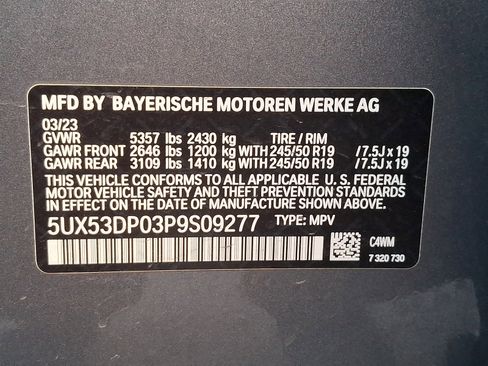 MFD BY BAYERISCHE MOTOREN WERKE AG
03/23
GVWR 5357 lbs 2430 kg TIRE / RIM
GAWR FRONT 2646 lbs 1200 kg WITH 245/50 R19 / 7.5J x 19
GAWR REAR 3109 lbs 1410 kg WITH 245/50 R19 / 7.5J x 19
THIS VEHICLE CONFORMS TO ALL APPLICABLE U. S. FEDERAL
MOTOR VEHICLE SAFETY AND THEFT PREVENTION STANDARDS
IN EFFECT ON THE DATE OF MANUFACTURE SHOWN ABOVE.
5UX53DP03P9S09277 TYPE: MPV
C4WM
7 320 730